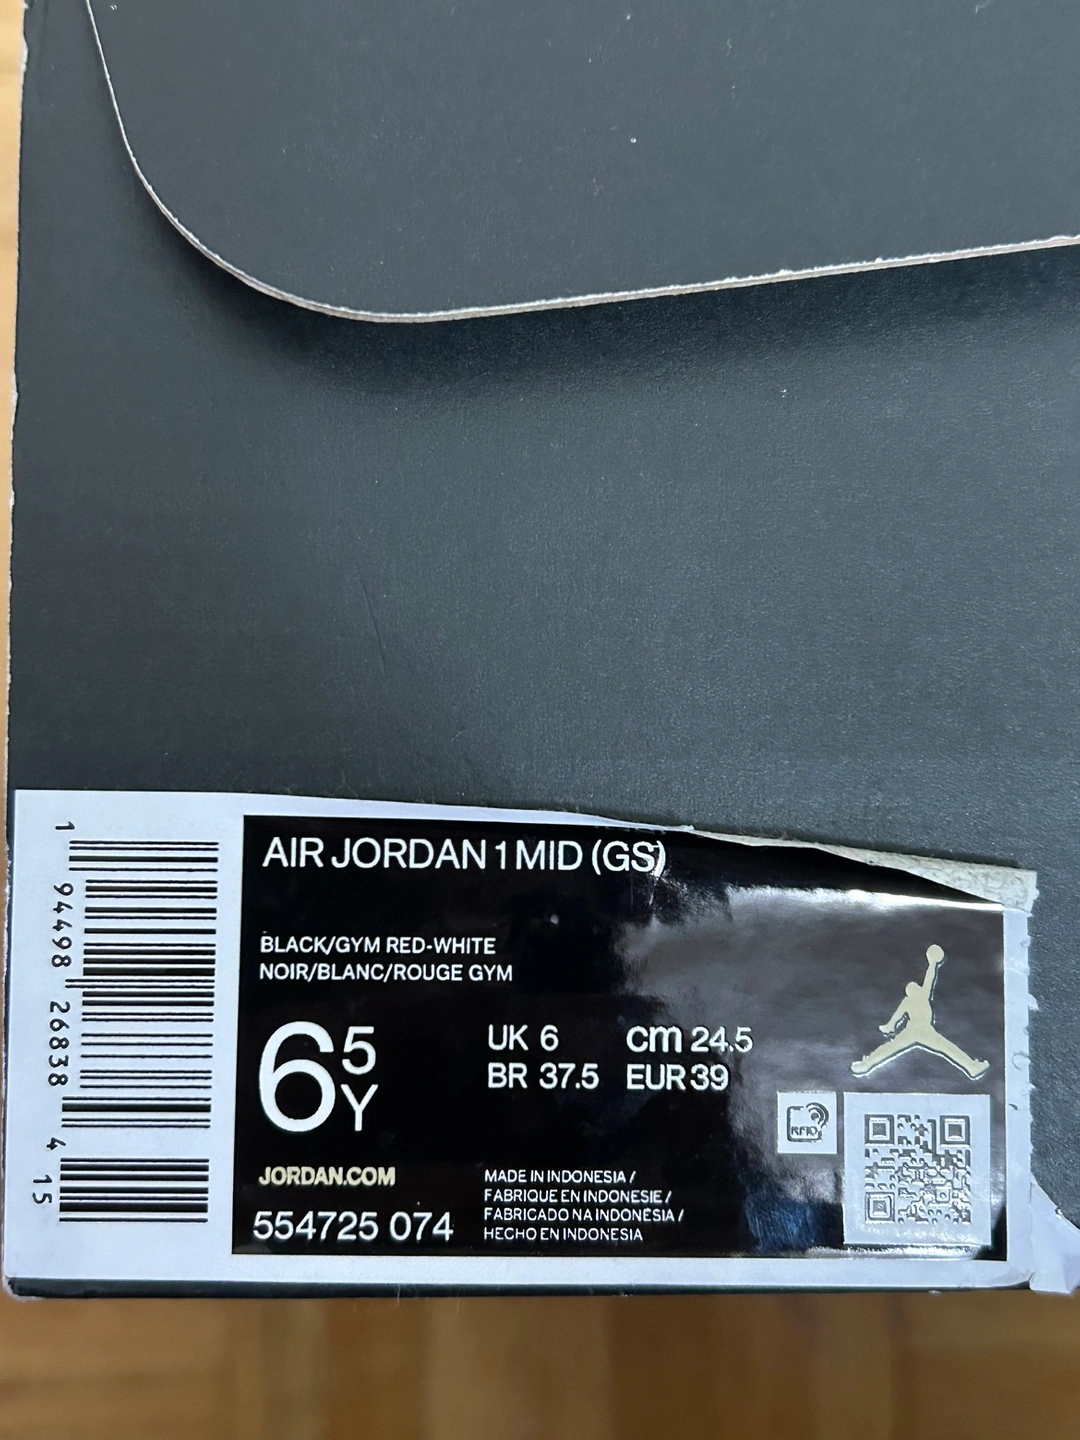 1 94498 26838 4 15
AIR JORDAN 1 MID (GS)
BLACK/GYM RED-WHITE
NOIR/BLANC/ROUGE GYM
6 5 Y
UK 6 cm 24.5
BR 37.5 EUR 39
RFID
JORDAN.COM
554725 074
MADE IN INDONESIA /
FABRIQUE EN INDONESIE /
FABRICADO NA INDONÉSIA /
HECHO EN INDONESIA